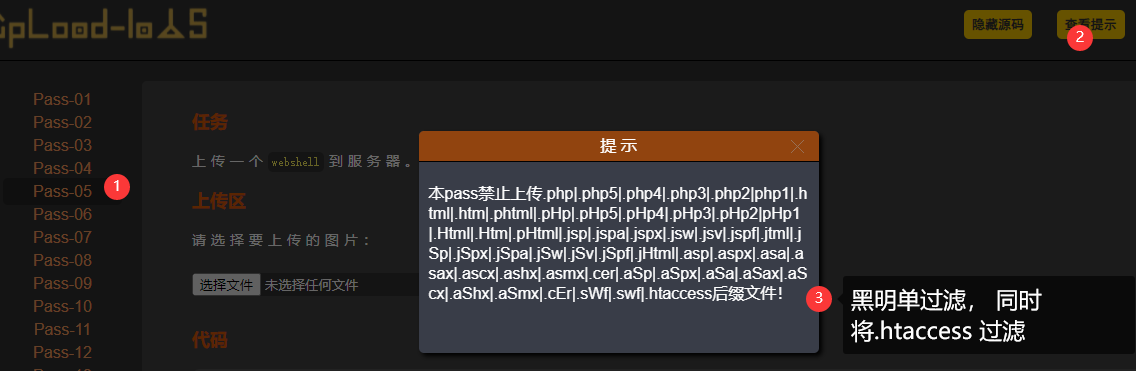 upLoad-labs
隐藏源码
查看提示
2
Pass-01
Pass-02
Pass-03
Pass-04
Pass-05
1
Pass-06
Pass-07
Pass-08
Pass-09
Pass-10
Pass-11
Pass-12
任务
上传一个 webshell 到服务器。
上传区
请选择要上传的图片：
选择文件 未选择任何文件
代码
提示
本pass禁止上传.php|.php5|.php4|.php3|.php2|php1|.h
tml|.htm|.phtml|.pHp|.pHp5|.pHp4|.pHp3|.pHp2|pHp1
|.Html|.Htm|.pHtml|.jsp|.jspa|.jspx|.jsw|.jsv|.jspf|.jtml|.j
Sp|.jSpx|.jSpa|.jSw|.jSv|.jSpf|.jHtml|.asp|.aspx|.asa|.a
sax|.ascx|.ashx|.asmx|.cer|.aSp|.aSpx|.aSa|.aSax|.aS
cx|.aShx|.aSmx|.cEr|.sWf|.swf|.htaccess后缀文件!
3
黑明单过滤， 同时
将.htaccess 过滤